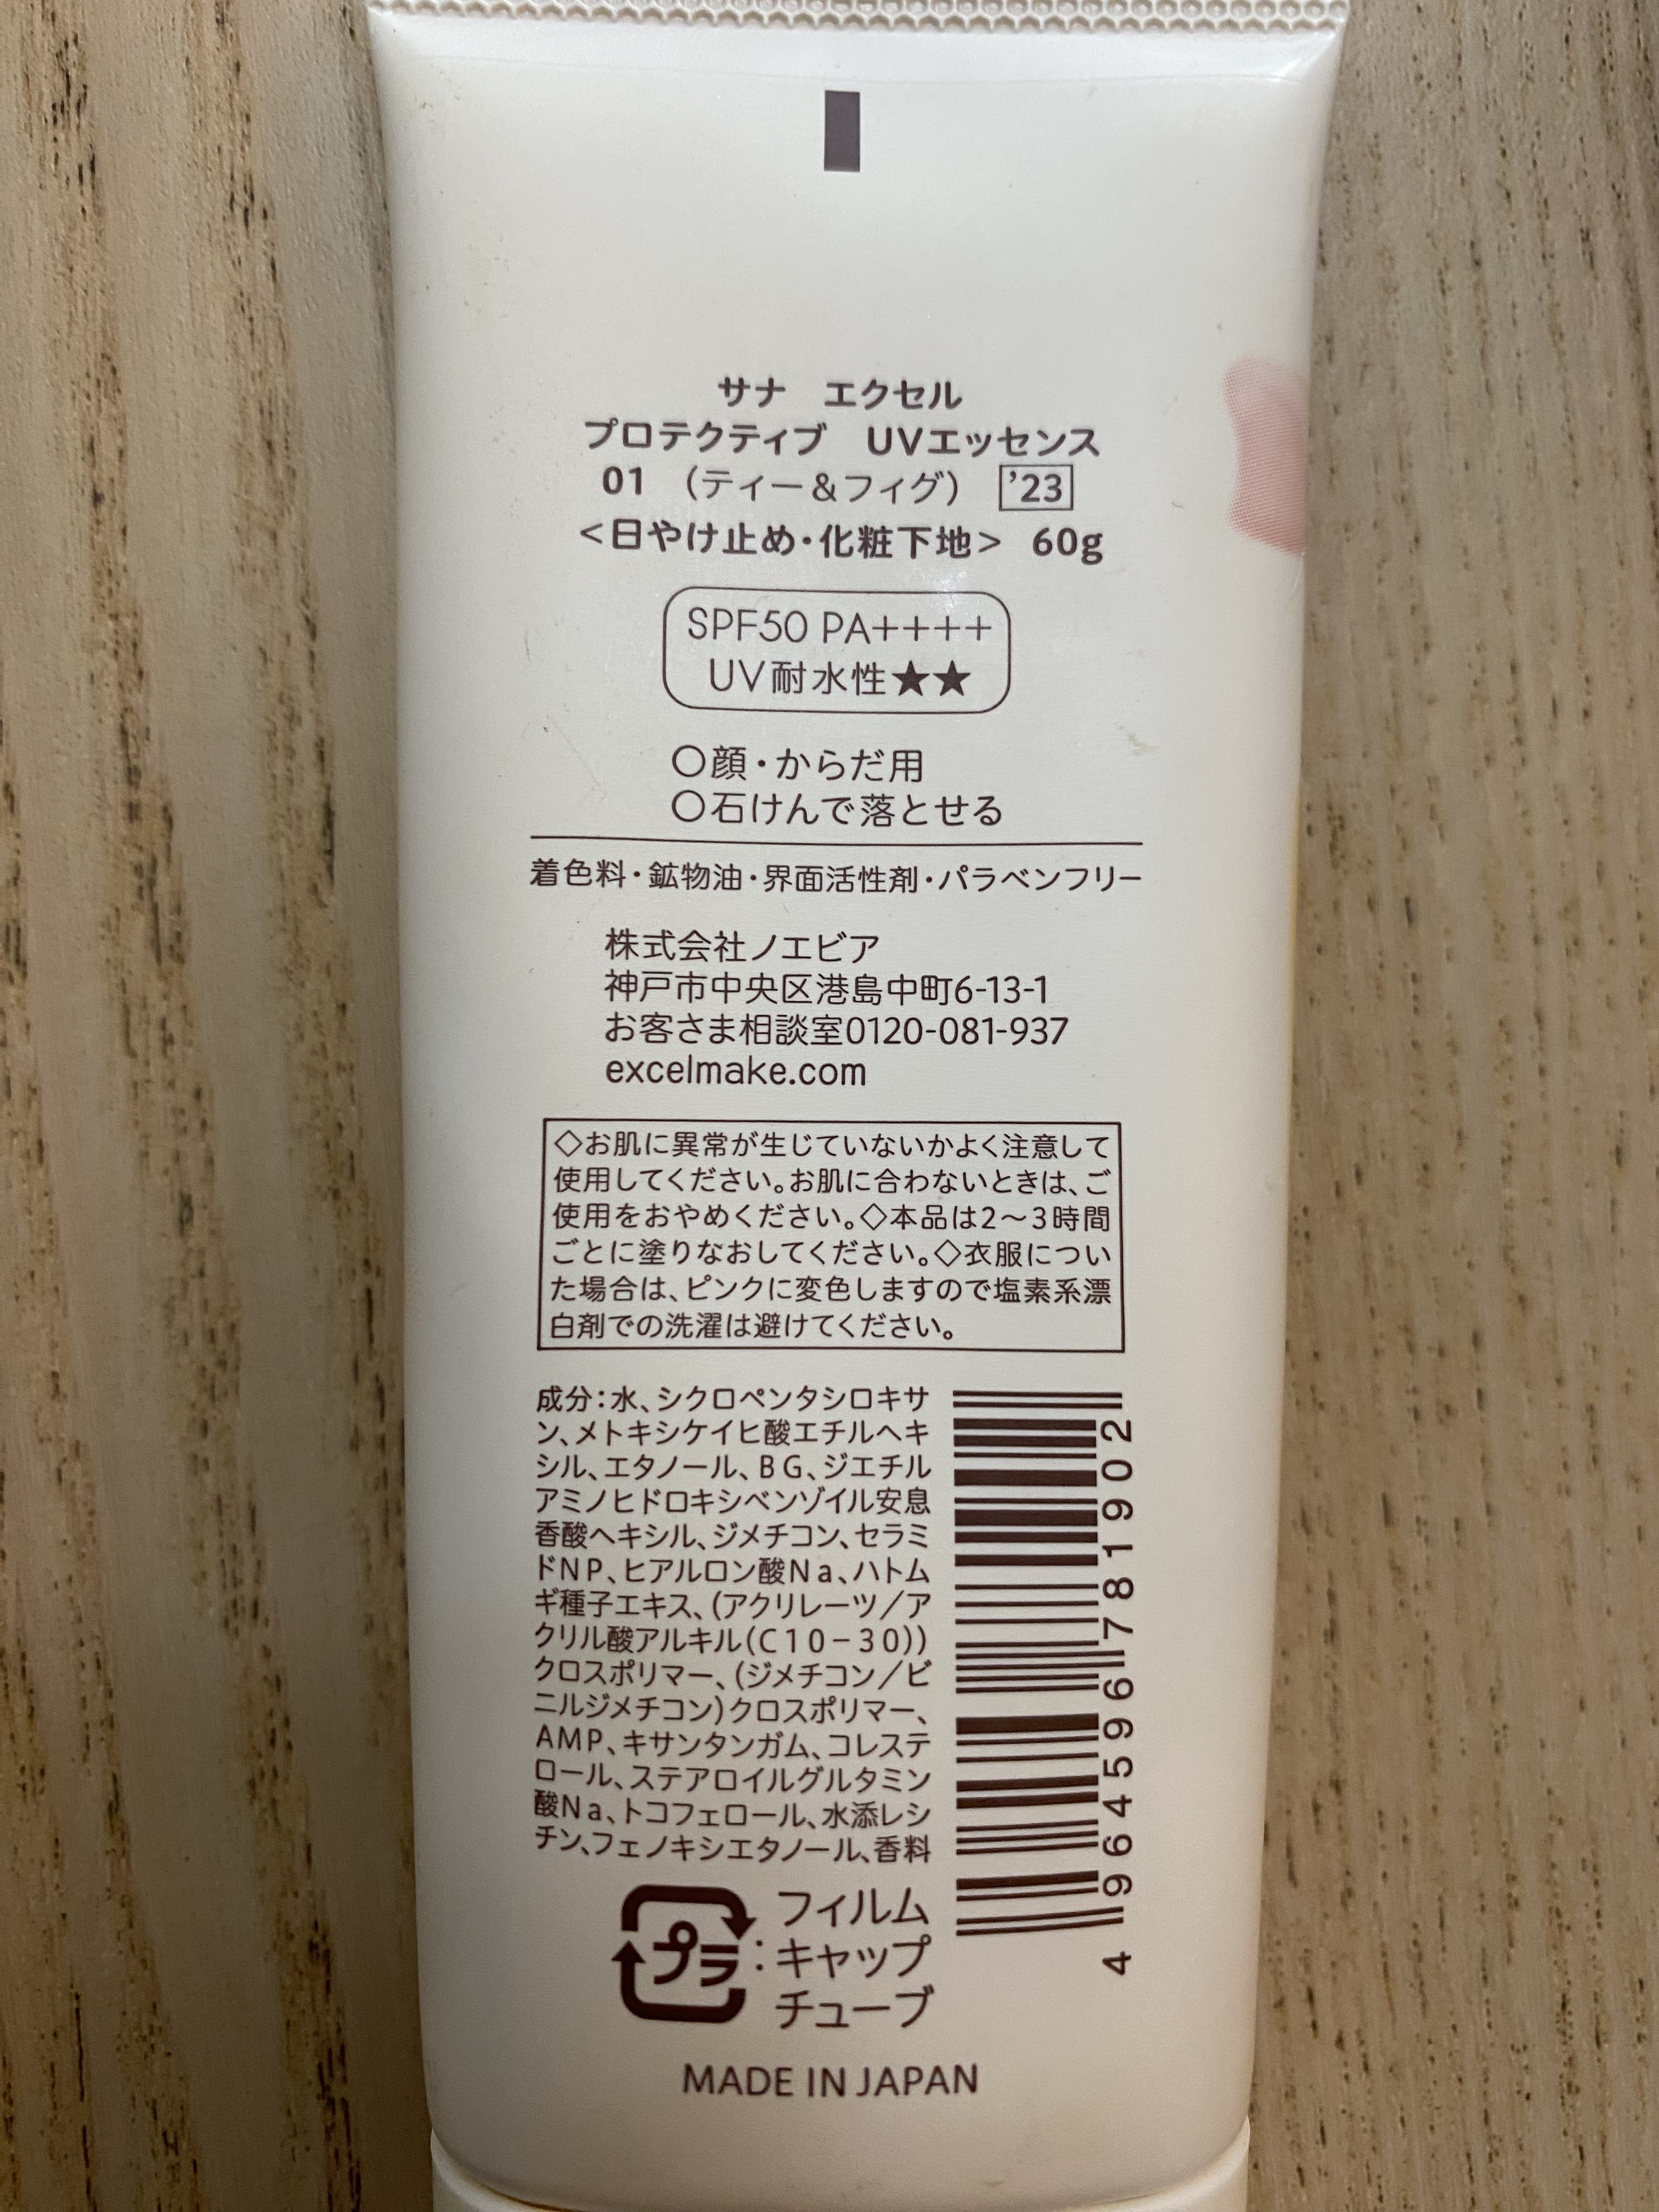 サナ　エクセル
プロテクティブ　UVエッセンス
01　（ティー＆フィグ）　’23
＜日やけ止め・化粧下地＞　60g
SPF50 PA++++
UV耐水性★★
○顔・からだ用
○石けんで落とせる
着色料・鉱物油・界面活性剤・パラベンフリー
株式会社ノエビア
神戸市中央区港島中町6-13-1
お客さま相談室0120-081-937
excelmake.com
◇お肌に異常が生じていないかよく注意して
使用してください。お肌に合わないときは、ご
使用をおやめください。◇本品は2〜3時間
ごとに塗りなおしてください。◇衣服につい
た場合は、ピンクに変色しますので塩素系漂
白剤での洗濯は避けてください。
成分：水、シクロペンタシロキサ
ン、メトキシケイヒ酸エチルヘキ
シル、エタノール、BG、ジエチル
アミノヒドロキシベンゾイル安息
香酸ヘキシル、ジメチコン、セラミ
ドNP、ヒアルロン酸Na、ハトム
ギ種子エキス、(アクリレーツ／ア
クリル酸アルキル(C10−30))
クロスポリマー、(ジメチコン／ビ
ニルジメチコン)クロスポリマー、
AMP、キサンタンガム、コレステ
ロール、ステアロイルグルタミン
酸Na、トコフェロール、水添レシ
チン、フェノキシエタノール、香料
4 964596 781902
プラ：フィルム
キャップ
チューブ
MADE IN JAPAN